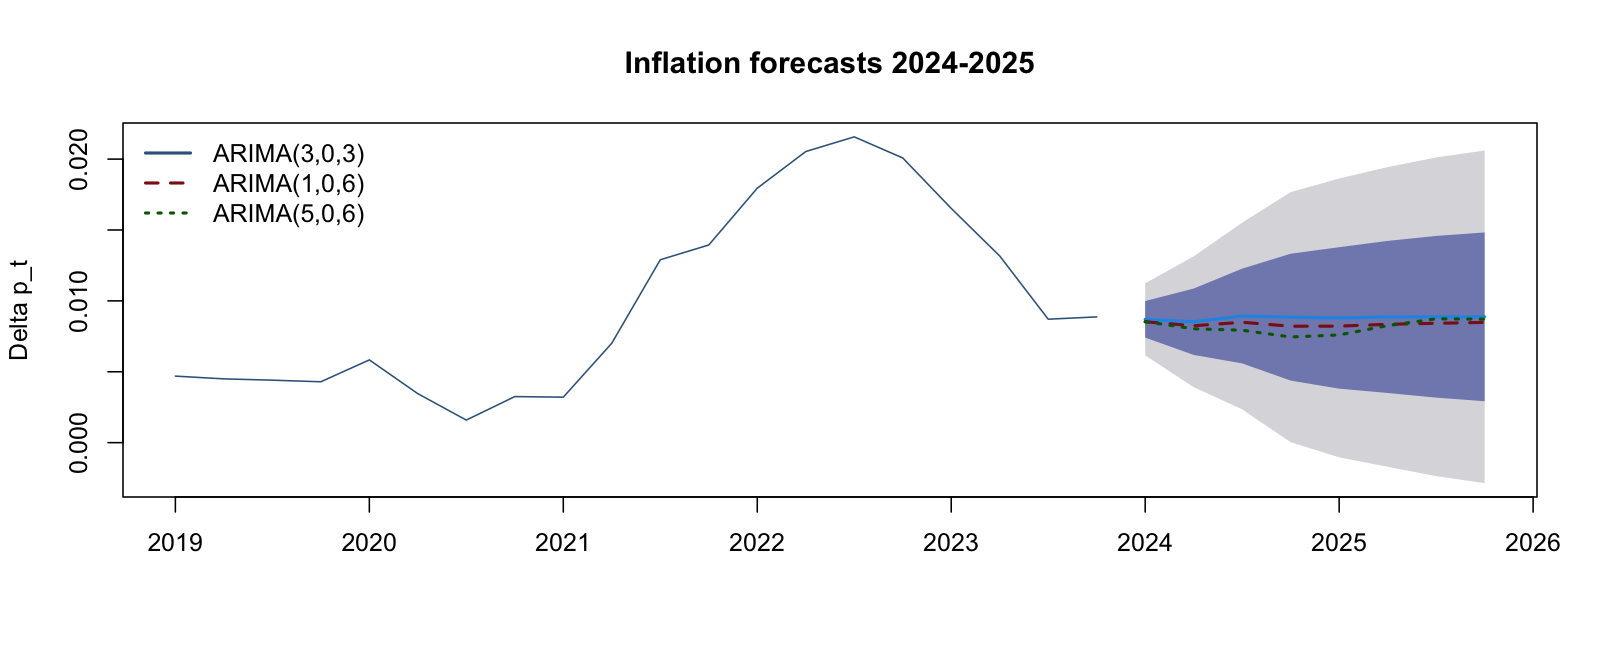 Inflation forecasts 2024-2025
ARIMA(3,0,3)
ARIMA(1,0,6)
ARIMA(5,0,6)
Delta p_t
0.020
0.010
0.000
2019 2020 2021 2022 2023 2024 2025 2026